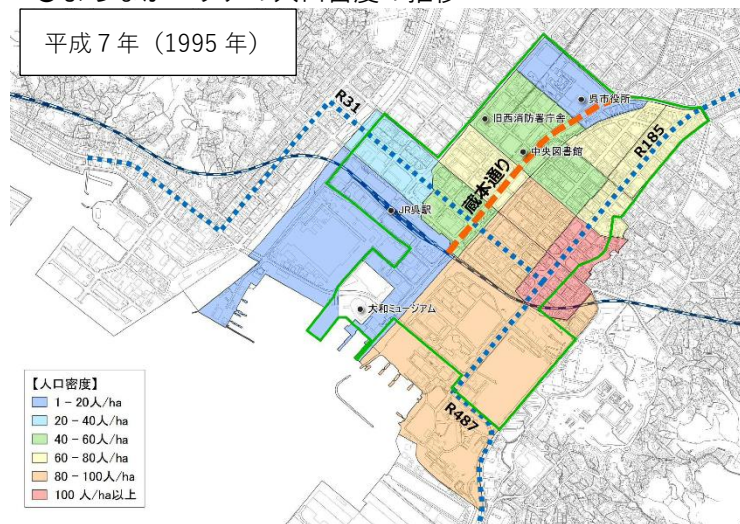 平成７年（1995 年）
R31
呉市役所
旧西消防署庁舎
R185
中央図書館
蔵本通り
JR呉駅
大和ミュージアム
R487
【人口密度】
1 – 20人/ha
20 – 40人/ha
40 – 60人/ha
60 – 80人/ha
80 – 100人/ha
100 人/ha以上